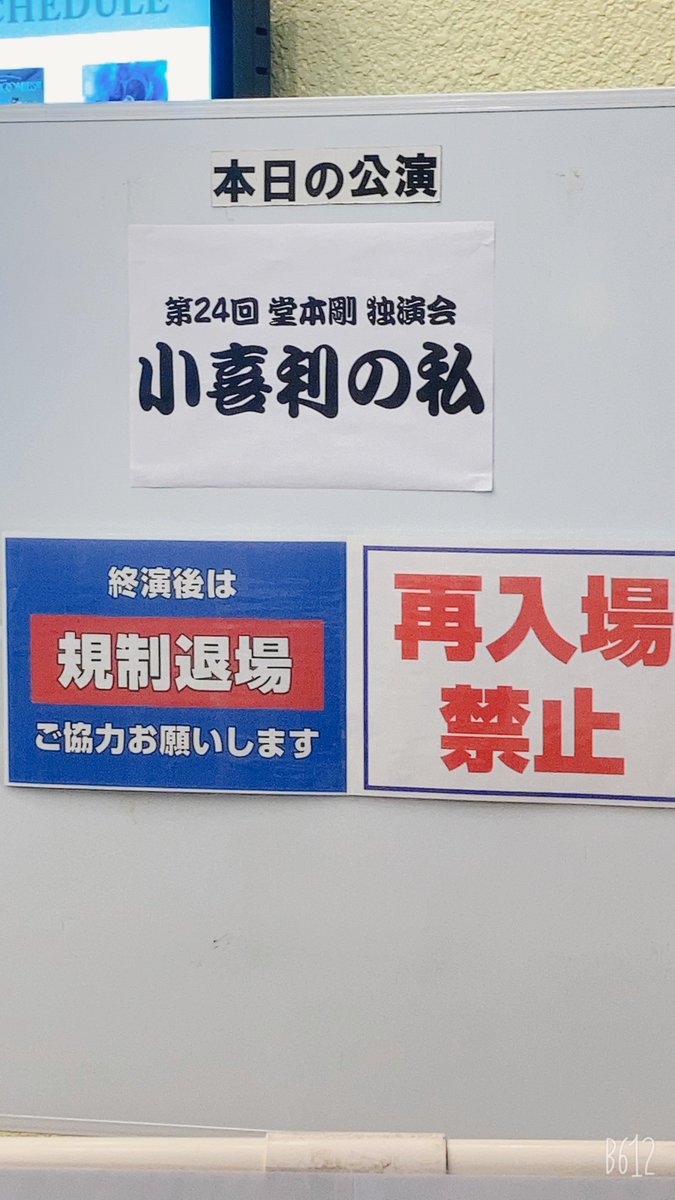 SCHEDULE
本日の公演
第24回 堂本剛 独演会
小喜利の私
終演後は
規制退場
ご協力お願いします
再入場
禁止
B612